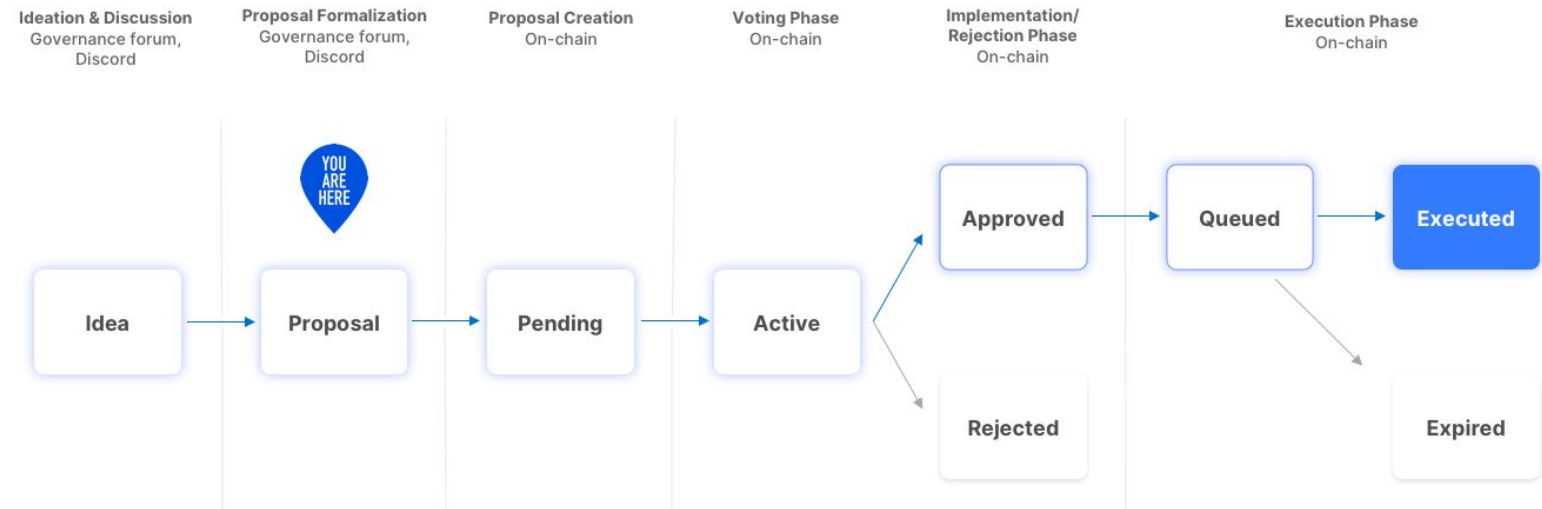 Ideation & Discussion
Governance forum,
Discord
Proposal Formalization
Governance forum,
Discord
Proposal Creation
On-chain
Voting Phase
On-chain
Implementation/
Rejection Phase
On-chain
Execution Phase
On-chain
YOU
ARE
HERE
Idea
Proposal
Pending
Active
Approved
Queued
Executed
Rejected
Expired